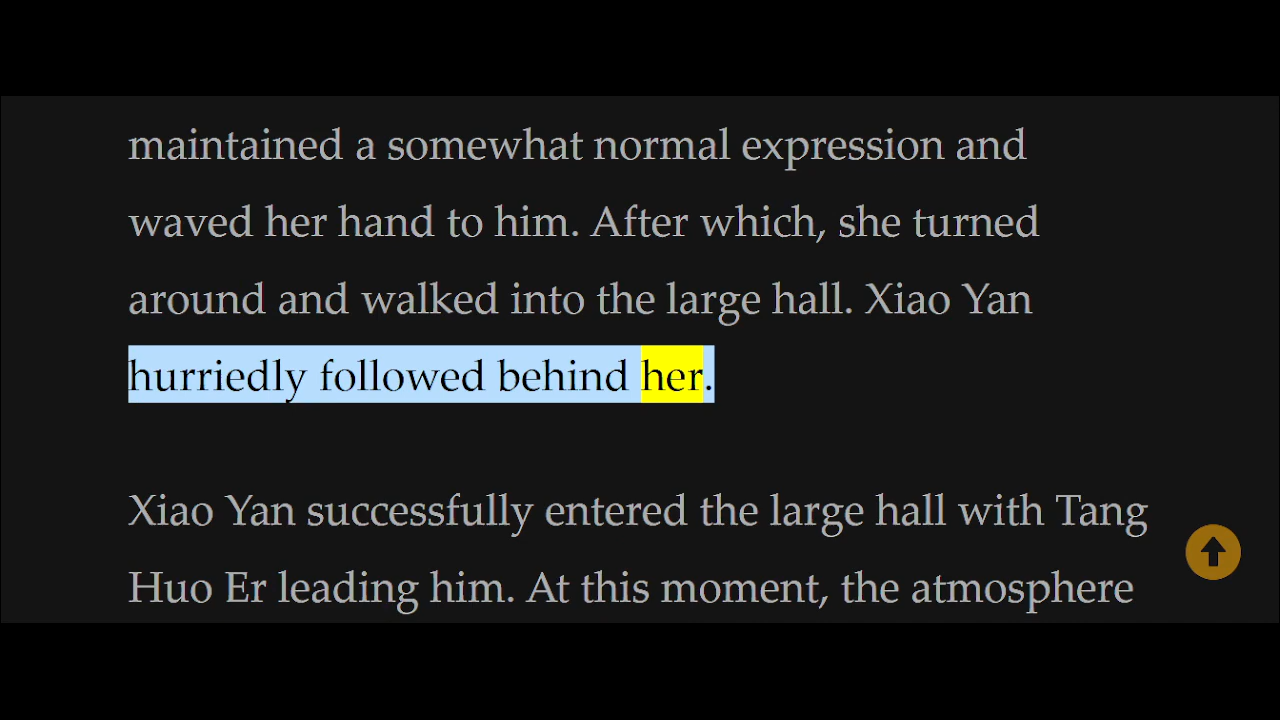 maintained a somewhat normal expression and
waved her hand to him. After which, she turned
around and walked into the large hall. Xiao Yan
hurriedly followed behind her.
Xiao Yan successfully entered the large hall with Tang
Huo Er leading him. At this moment, the atmosphere